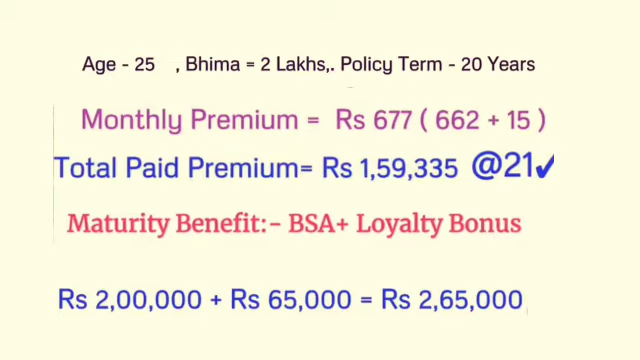 Age - 25 , Bhima = 2 Lakhs,. Policy Term - 20 Years
Monthly Premium = Rs 677 ( 662 + 15 )
Total Paid Premium= Rs 1,59,335 @21✓
Maturity Benefit:- BSA+ Loyalty Bonus
Rs 2,00,000 + Rs 65,000 = Rs 2,65,000